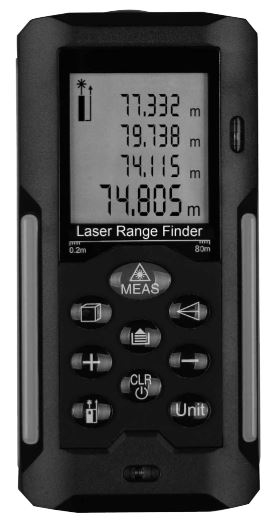 77.332 m
79.738 m
74.115 m
74.805 m
Laser Range Finder
0.2m 80m
MEAS
+ −
CLR
Unit